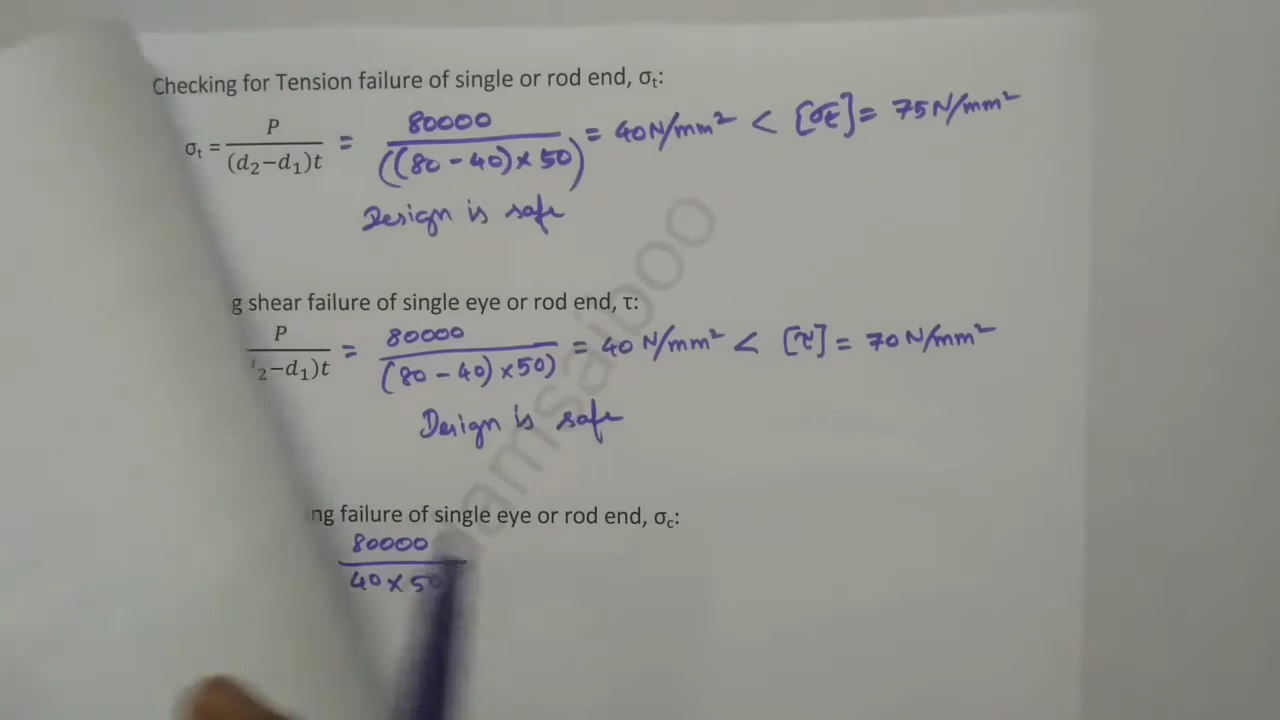 Checking for Tension failure of single or rod end, σt:
σt = P/(d2−d1)t = 80000/((80 - 40) × 50) = 40 N/mm² < [σt] = 75 N/mm²
Design is safe
g shear failure of single eye or rod end, τ:
P/2−d1)t = 80000/(80 - 40) × 50) = 40 N/mm² < [τ] = 70 N/mm²
Design is safe
ng failure of single eye or rod end, σc:
80000/40 × 50
amsaiboo